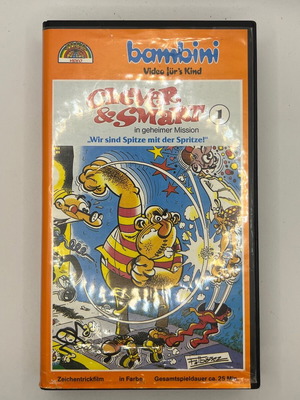 bambini
Video für's Kind
CLEVER
& SMART
1
in geheimer Mission
„Wir sind Spitze mit der Spritze!"
Zeichentrickfilm in Farbe Gesamtspieldauer ca. 25 Min.